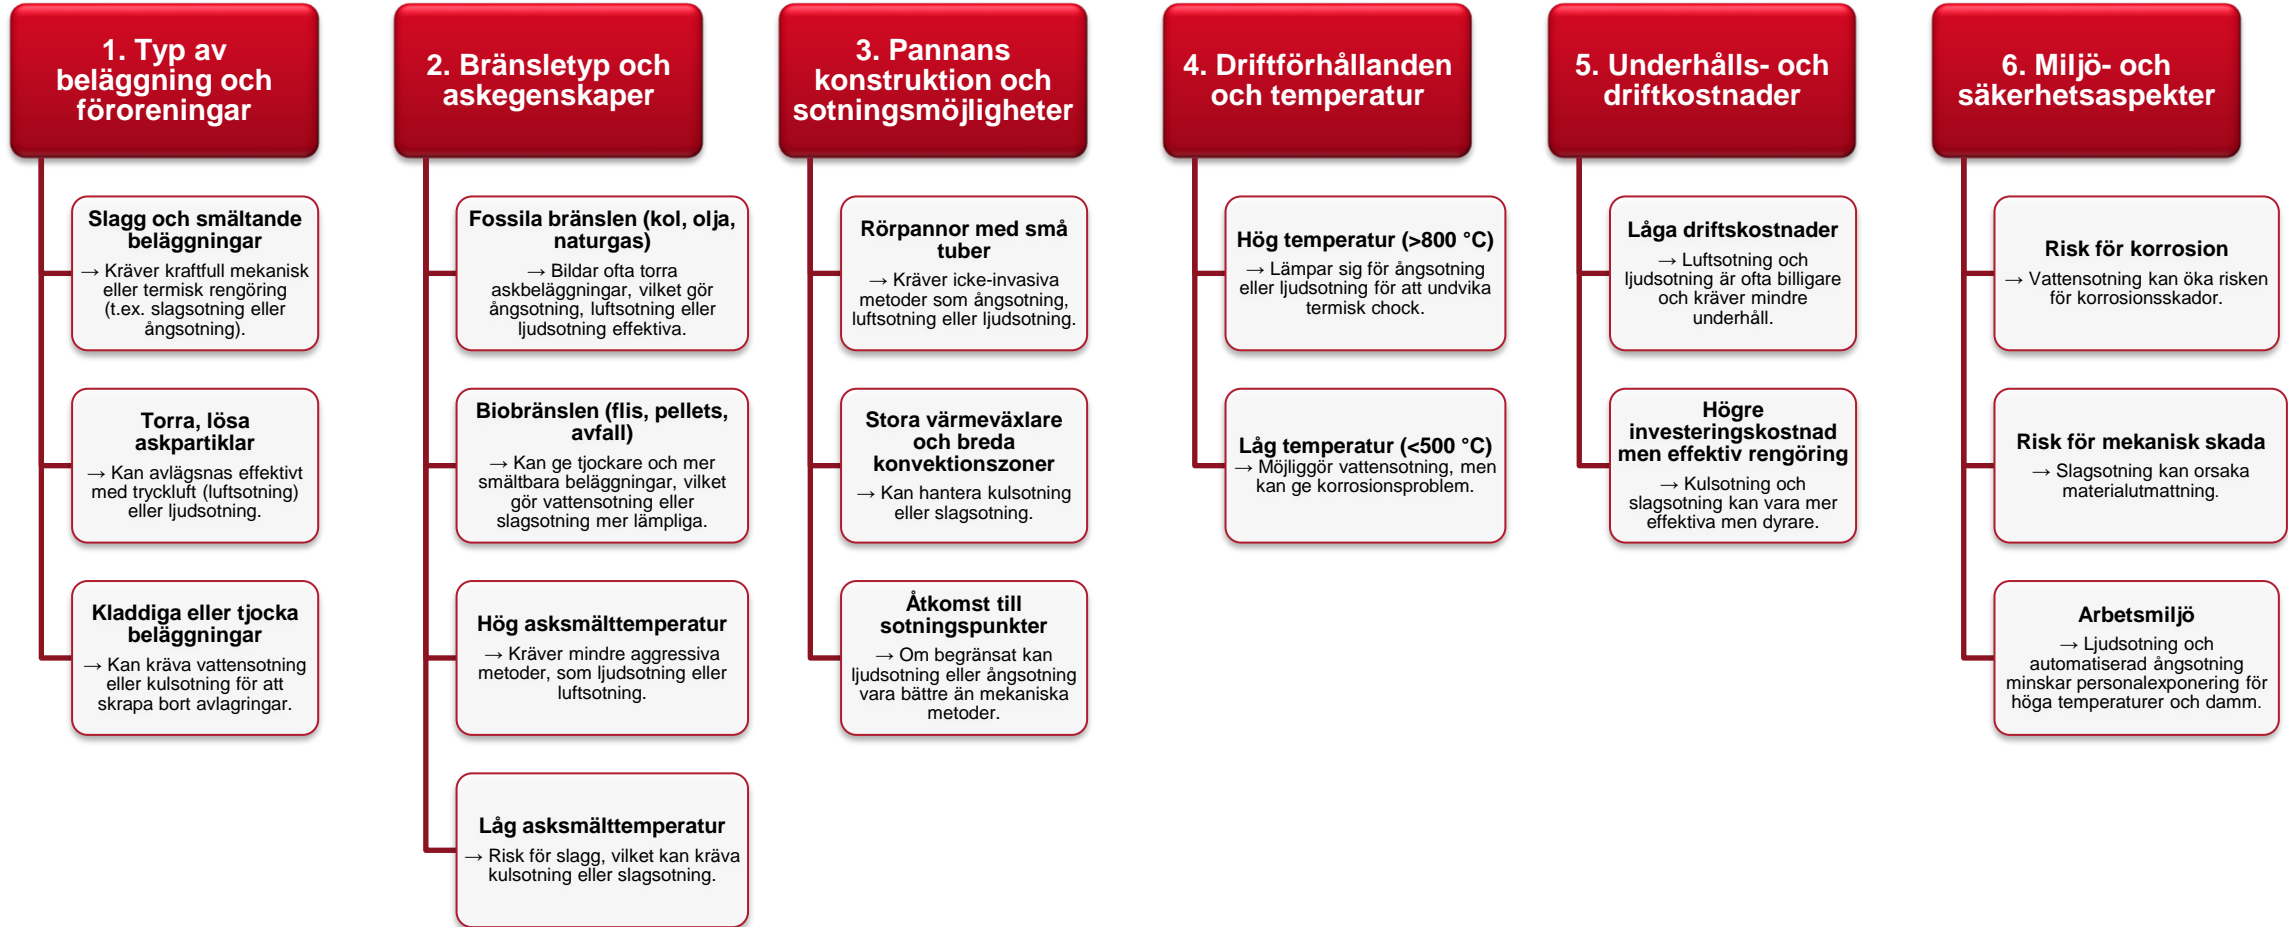 1. Typ av
beläggning och
föroreningar
Slagg och smältande
beläggningar
→ Kräver kraftfull mekanisk
eller termisk rengöring
(t.ex. slagsotning eller
ångsotning).
Torra, lösa
askpartiklar
→ Kan avlägsnas effektivt
med tryckluft (luftsotning)
eller ljudsotning.
Kladdiga eller tjocka
beläggningar
→ Kan kräva vattensotning
eller kulsotning för att
skrapa bort avlagringar.
2. Bränsletyp och
askegenskaper
Fossila bränslen (kol, olja,
naturgas)
→ Bildar ofta torra
askbeläggningar, vilket gör
ångsotning, luftsotning eller
ljudsotning effektiva.
Biobränslen (flis, pellets,
avfall)
→ Kan ge tjockare och mer
smältbara beläggningar, vilket
gör vattensotning eller
slagsotning mer lämpliga.
Hög asksmälttemperatur
→ Kräver mindre aggressiva
metoder, som ljudsotning eller
luftsotning.
Låg asksmälttemperatur
→ Risk för slagg, vilket kan kräva
kulsotning eller slagsotning.
3. Pannans
konstruktion och
sotningsmöjligheter
Rörpannor med små
tuber
→ Kräver icke-invasiva
metoder som ångsotning,
luftsotning eller ljudsotning.
Stora värmeväxlare
och breda
konvektionszoner
→ Kan hantera kulsotning
eller slagsotning.
Åtkomst till
sotningspunkter
→ Om begränsat kan
ljudsotning eller ångsotning
vara bättre än mekaniska
metoder.
4. Driftförhållanden
och temperatur
Hög temperatur (>800 °C)
→ Lämpar sig för ångsotning
eller ljudsotning för att undvika
termisk chock.
Låg temperatur (<500 °C)
→ Möjliggör vattensotning, men
kan ge korrosionsproblem.
5. Underhålls- och
driftkostnader
Låga driftskostnader
→ Luftsotning och
ljudsotning är ofta billigare
och kräver mindre
underhåll.
Högre
investeringskostnad
men effektiv rengöring
→ Kulsotning och
slagsotning kan vara mer
effektiva men dyrare.
6. Miljö- och
säkerhetsaspekter
Risk för korrosion
→ Vattensotning kan öka risken
för korrosionsskador.
Risk för mekanisk skada
→ Slagsotning kan orsaka
materialutmattning.
Arbetsmiljö
→ Ljudsotning och
automatiserad ångsotning
minskar personalexponering för
höga temperaturer och damm.